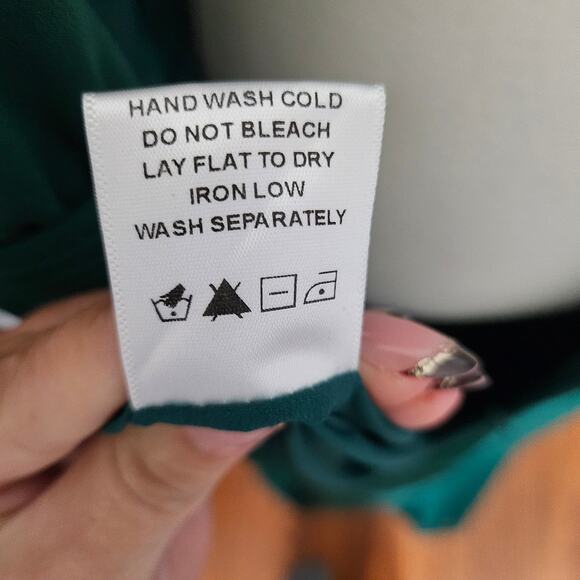 HAND WASH COLD
DO NOT BLEACH
LAY FLAT TO DRY
IRON LOW
WASH SEPARATELY